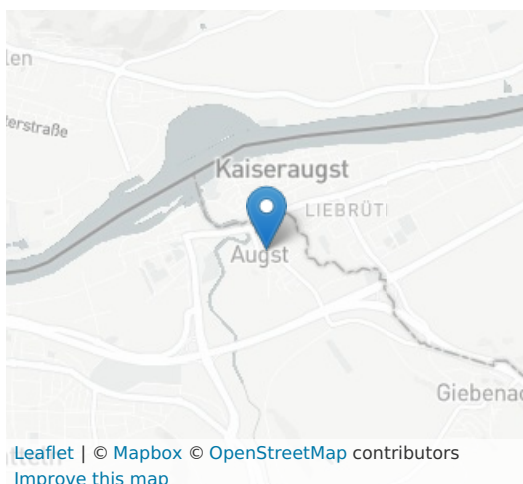 len
erstraße
Kaiseraugst
LIEBRÜTI
Augst
Giebenac
Leaflet | © Mapbox © OpenStreetMap contributors
Improve this map